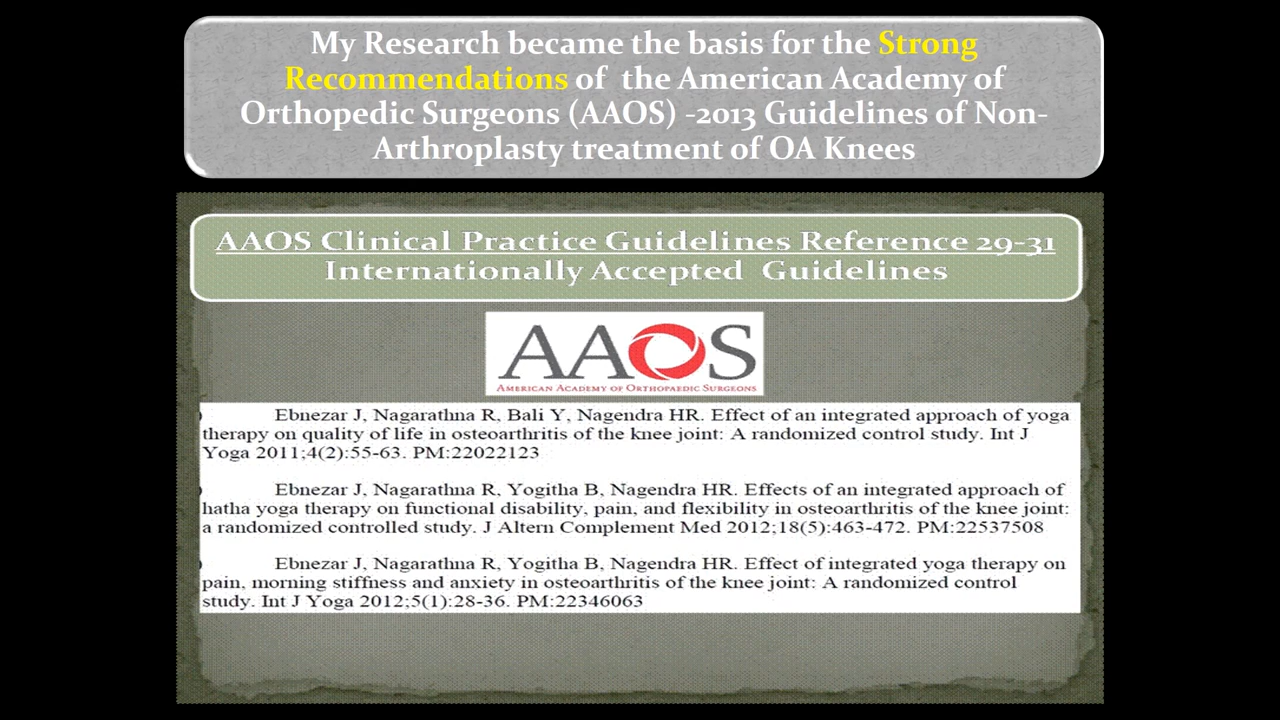 My Research became the basis for the Strong
Recommendations of the American Academy of
Orthopedic Surgeons (AAOS) -2013 Guidelines of Non-
Arthroplasty treatment of OA Knees
AAOS Clinical Practice Guidelines Reference 29-31
Internationally Accepted Guidelines
AAOS
AMERICAN ACADEMY OF ORTHOPAEDIC SURGEONS
) Ebnezar J, Nagarathna R, Bali Y, Nagendra HR. Effect of an integrated approach of yoga
therapy on quality of life in osteoarthritis of the knee joint: A randomized control study. Int J
Yoga 2011;4(2):55-63. PM:22022123
) Ebnezar J, Nagarathna R, Yogitha B, Nagendra HR. Effects of an integrated approach of
hatha yoga therapy on functional disability, pain, and flexibility in osteoarthritis of the knee joint:
a randomized controlled study. J Altern Complement Med 2012;18(5):463-472. PM:22537508
) Ebnezar J, Nagarathna R, Yogitha B, Nagendra HR. Effect of integrated yoga therapy on
pain, morning stiffness and anxiety in osteoarthritis of the knee joint: A randomized control
study. Int J Yoga 2012;5(1):28-36. PM:22346063